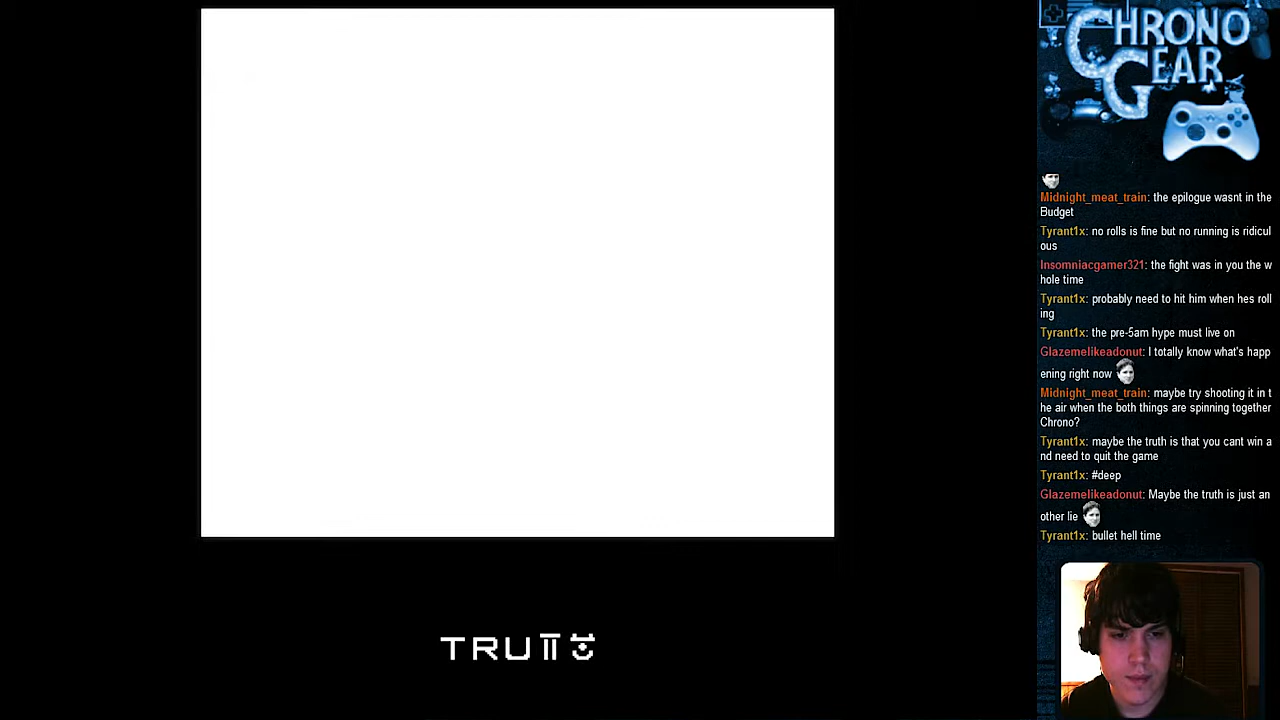 CHRONO
GEAR
Midnight_meat_train: the epilogue wasnt in the
Budget
Tyrant1x: no rolls is fine but no running is ridicul
ous
Insomniacgamer321: the fight was in you the w
hole time
Tyrant1x: probably need to hit him when hes roll
ing
Tyrant1x: the pre-5am hype must live on
Glazemelikeadonut: I totally know what's happ
ening right now
Midnight_meat_train: maybe try shooting it in t
he air when the both things are spinning together
Chrono?
Tyrant1x: maybe the truth is that you cant win a
nd need to quit the game
Tyrant1x: #deep
Glazemelikeadonut: Maybe the truth is just an
other lie
Tyrant1x: bullet hell time
TRU